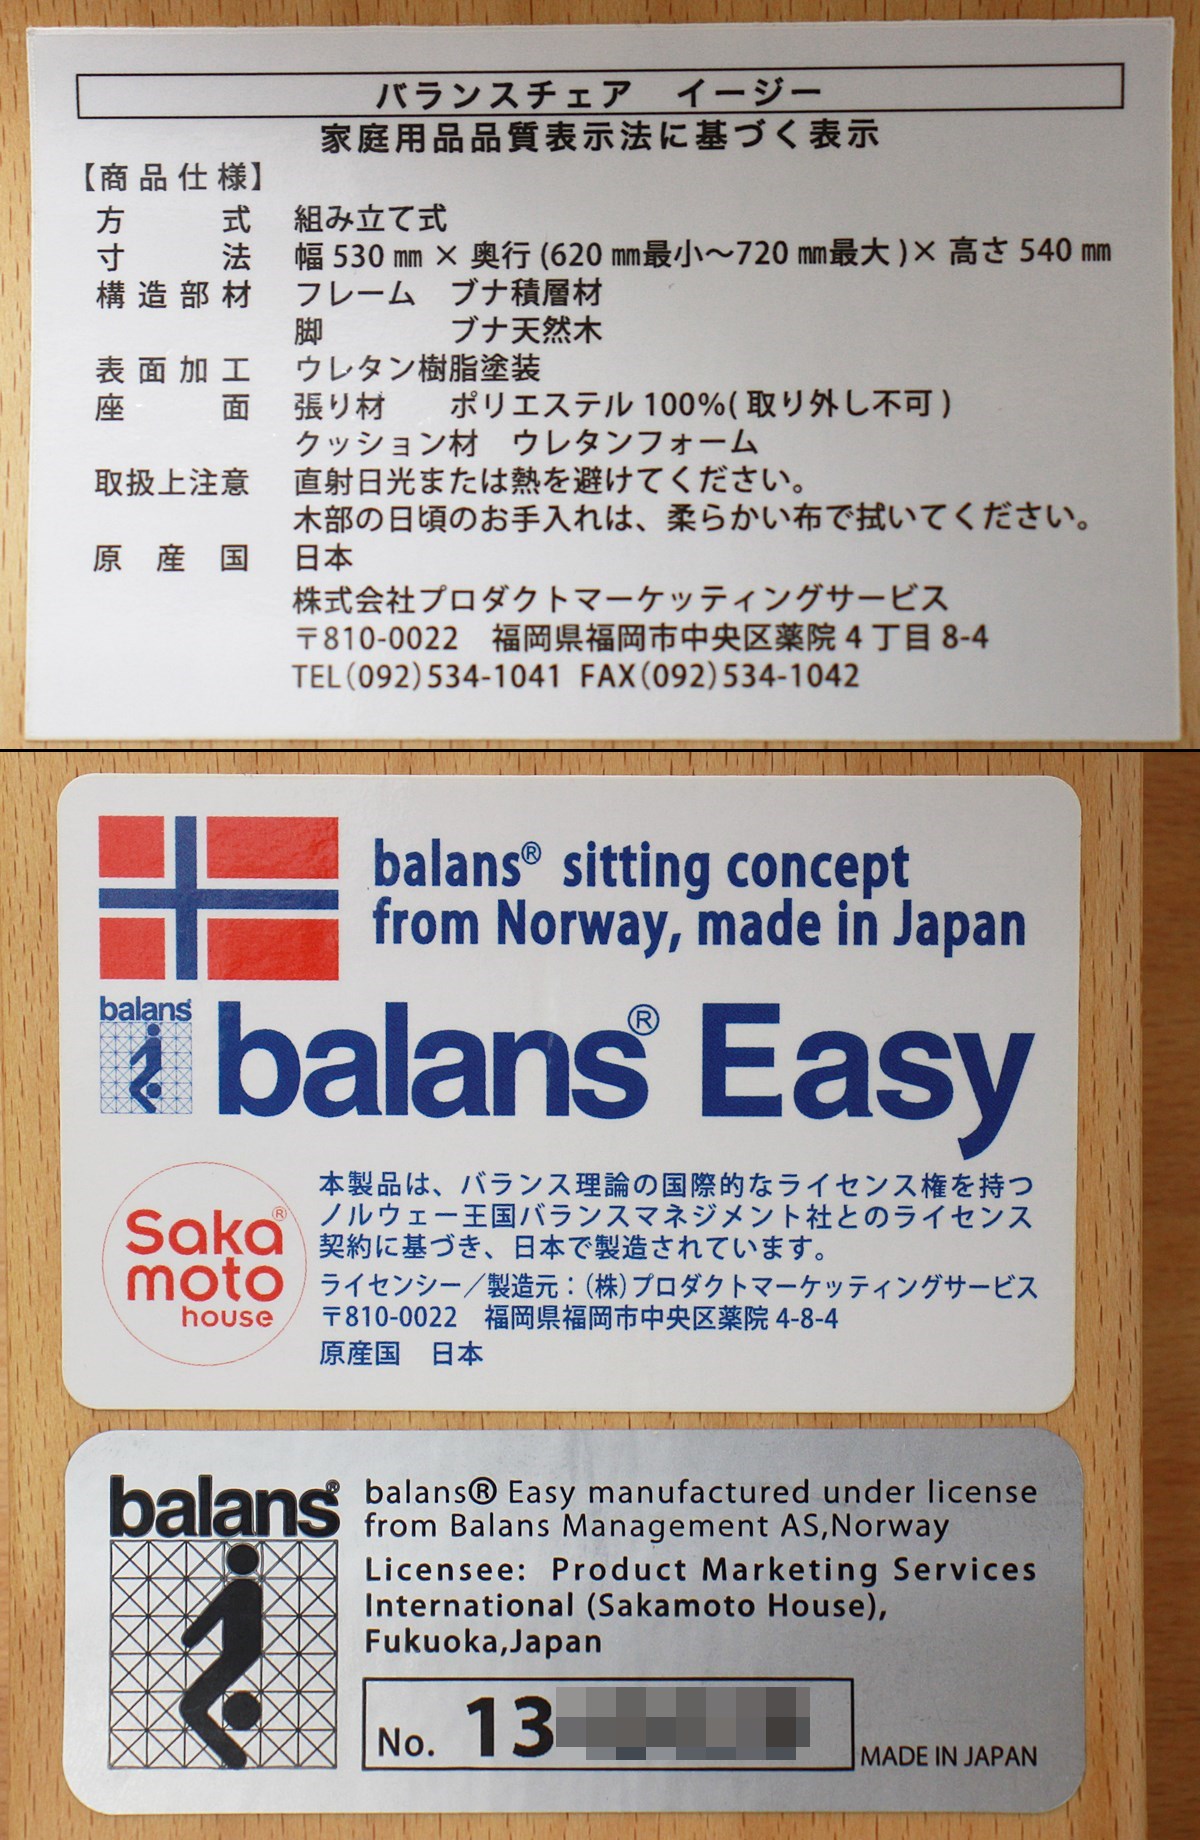 バランスチェア　イージー
家庭用品品質表示法に基づく表示
【商品仕様】
方式　組み立て式
寸法　幅 530 ㎜ × 奥行 (620 ㎜最小～720 ㎜最大 )× 高さ 540 ㎜
構造部材　フレーム　ブナ積層材
脚　ブナ天然木
表面加工　ウレタン樹脂塗装
座面　張り材　ポリエステル 100%( 取り外し不可 )
クッション材　ウレタンフォーム
取扱上注意　直射日光または熱を避けてください。
木部の日頃のお手入れは、柔らかい布で拭いてください。
原産国　日本
株式会社プロダクトマーケッティングサービス
〒810-0022　福岡県福岡市中央区薬院 4 丁目 8-4
TEL(092)534-1041 FAX(092)534-1042
balans® sitting concept
from Norway, made in Japan
balans
balans® Easy
Saka®
moto
house
本製品は、バランス理論の国際的なライセンス権を持つ
ノルウェー王国バランスマネジメント社とのライセンス
契約に基づき、日本で製造されています。
ライセンシー／製造元：(株)プロダクトマーケッティングサービス
〒810-0022　福岡県福岡市中央区薬院 4-8-4
原産国　日本
balans®
balans® Easy manufactured under license
from Balans Management AS,Norway
Licensee: Product Marketing Services
International (Sakamoto House),
Fukuoka,Japan
No. 13
MADE IN JAPAN